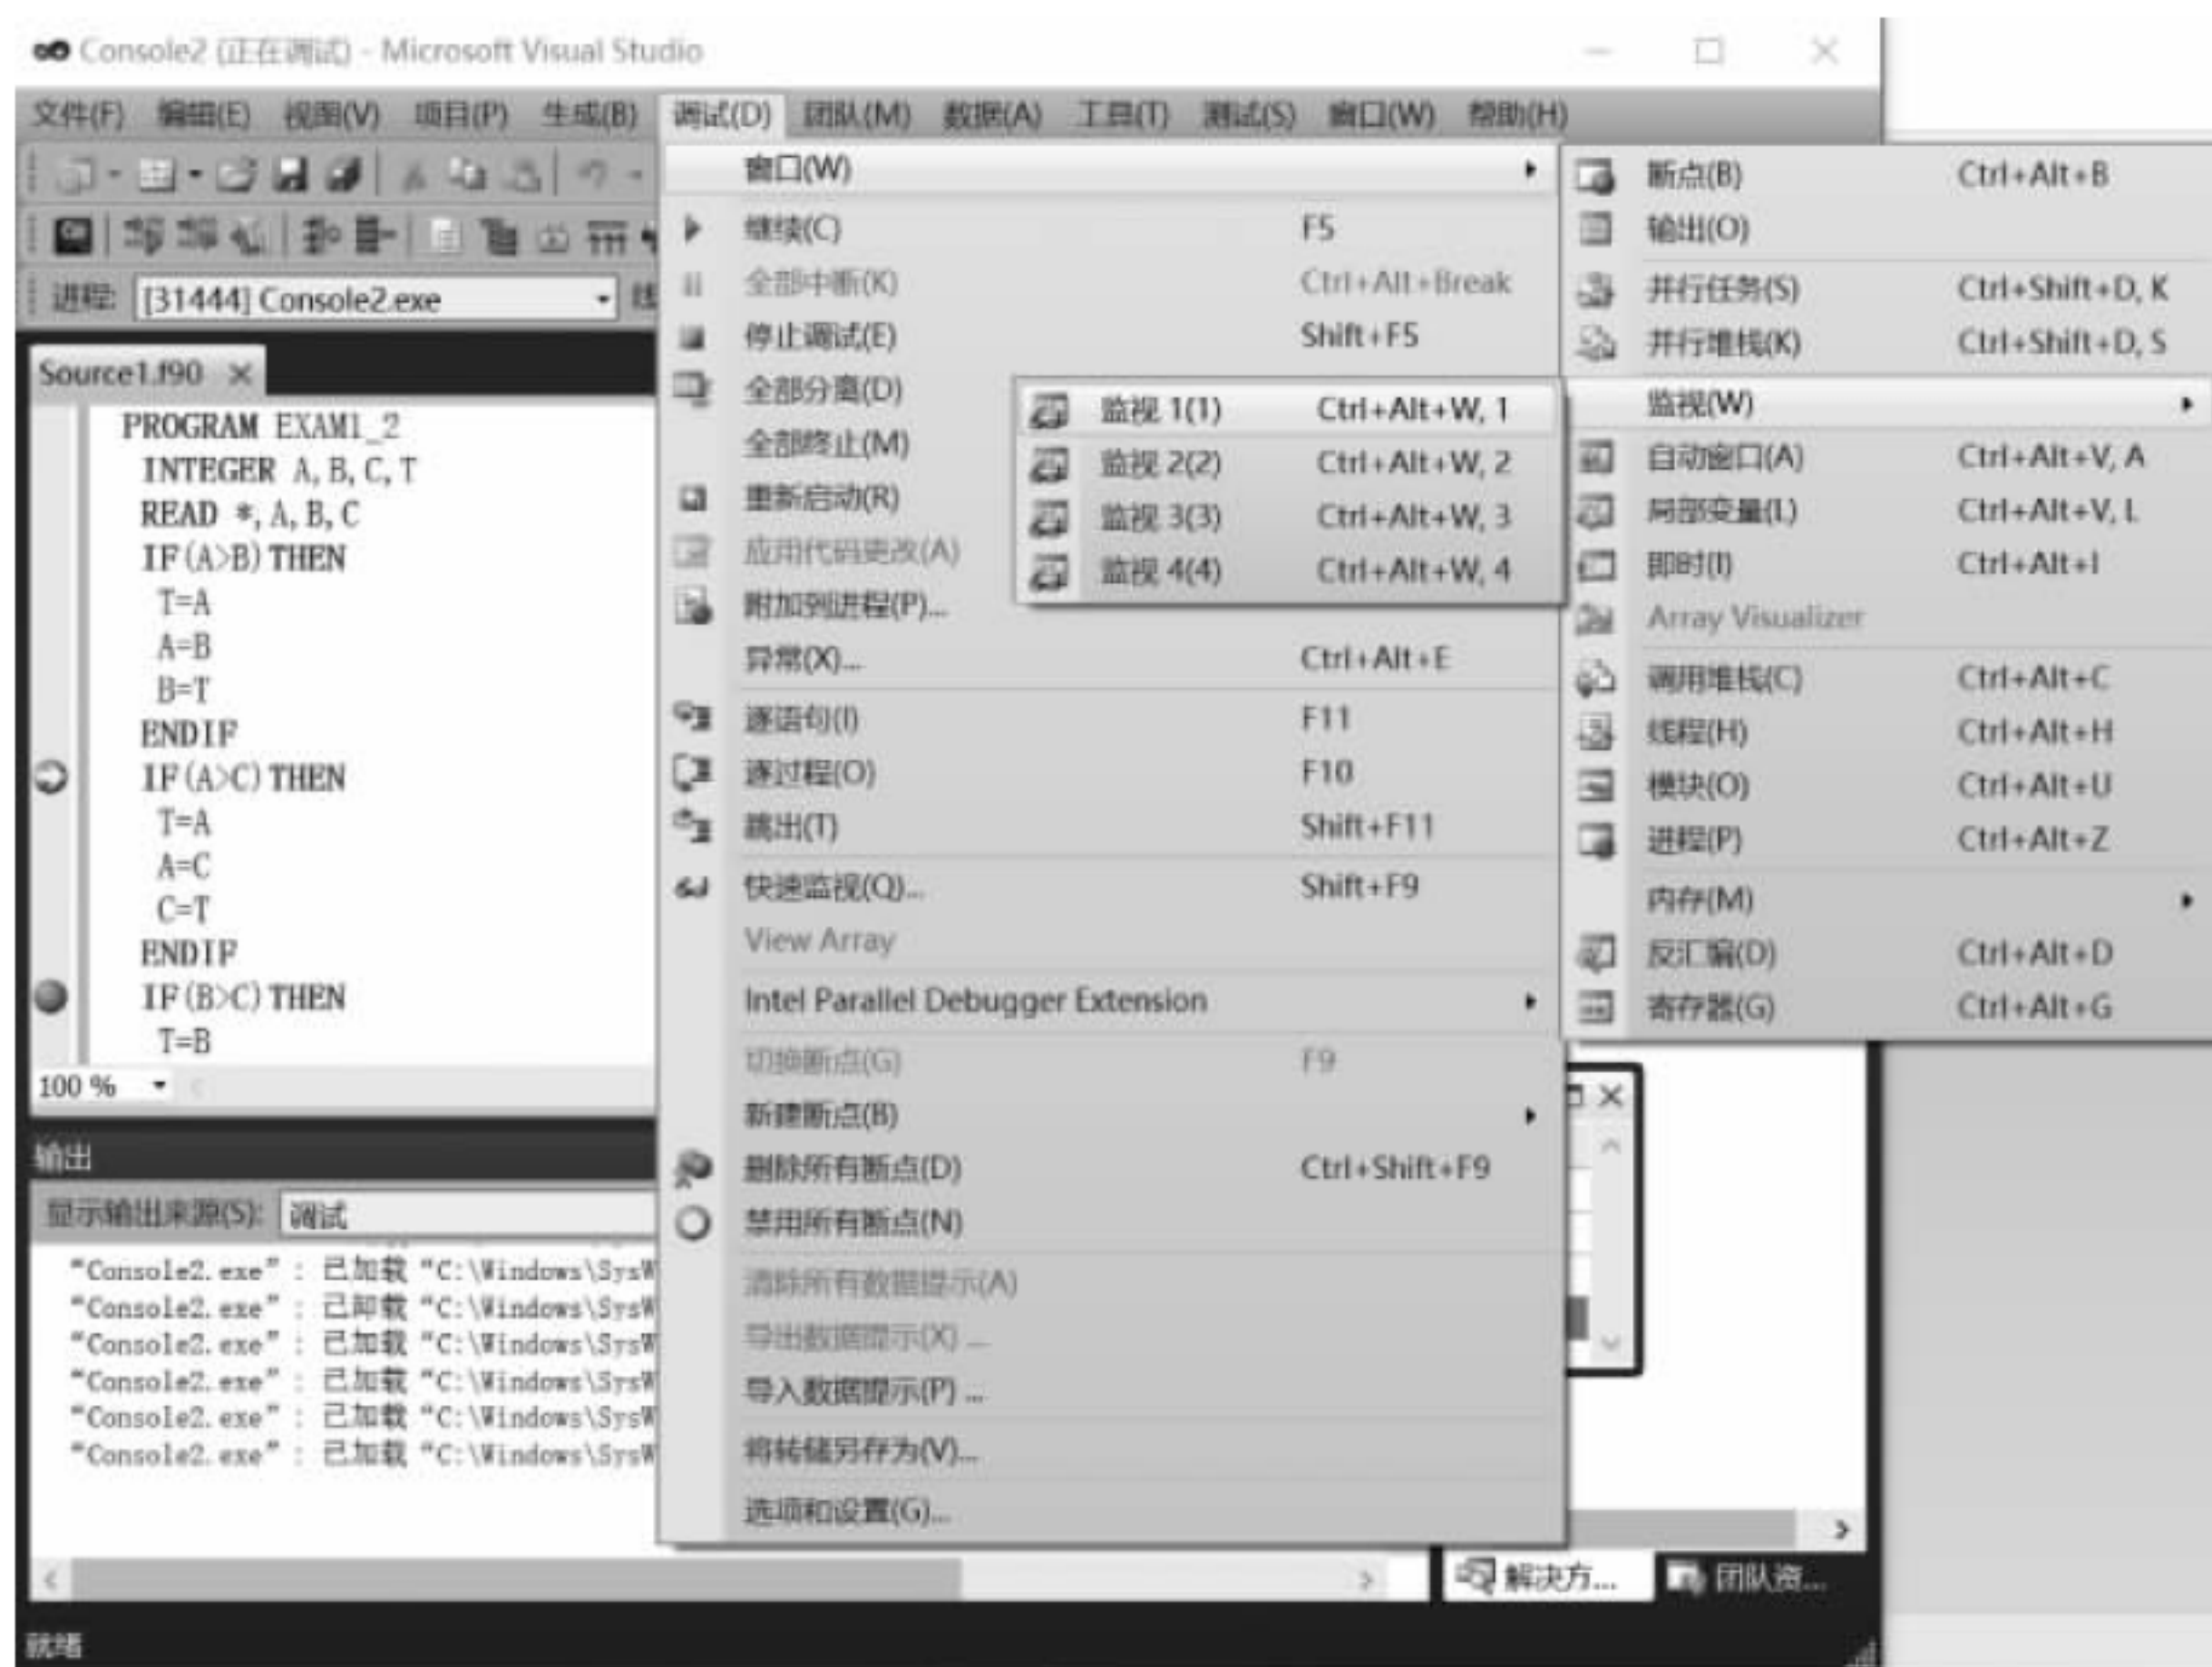 Console2 (正在调试) - Microsoft Visual Studio
文件(F) 编辑(E) 视图(V) 项目(P) 生成(B) 调试(D) 团队(M) 数据(A) 工具(T) 测试(S) 窗口(W) 帮助(H)
进程: [31444] Console2.exe
Source1.f90
PROGRAM EXAM1_2
INTEGER A,B,C,T
READ *,A,B,C
IF(A>B)THEN
T=A
A=B
B=T
ENDIF
IF(A>C)THEN
T=A
A=C
C=T
ENDIF
IF(B>C)THEN
T=B
100 %
输出
显示输出来源(S): 调试
“Console2.exe”: 已加载 “C:\Windows\SysW
“Console2.exe”: 已卸载 “C:\Windows\SysW
“Console2.exe”: 已加载 “C:\Windows\SysW
“Console2.exe”: 已加载 “C:\Windows\SysW
“Console2.exe”: 已加载 “C:\Windows\SysW
“Console2.exe”: 已加载 “C:\Windows\SysW
就绪
窗口(W)
继续(C) F5
全部中断(K) Ctrl+Alt+Break
停止调试(E) Shift+F5
全部分离(D)
全部终止(M)
重新启动(R)
应用代码更改(A)
附加到进程(P)...
异常(X)... Ctrl+Alt+E
逐语句(I) F11
逐过程(O) F10
跳出(T) Shift+F11
快速监视(Q)... Shift+F9
View Array
Intel Parallel Debugger Extension
切换断点(G) F9
新建断点(B)
删除所有断点(D) Ctrl+Shift+F9
禁用所有断点(N)
清除所有数据提示(A)
导出数据提示(X) ...
导入数据提示(P) ...
将转储另存为(V)...
选项和设置(G)...
监视 1(1) Ctrl+Alt+W, 1
监视 2(2) Ctrl+Alt+W, 2
监视 3(3) Ctrl+Alt+W, 3
监视 4(4) Ctrl+Alt+W, 4
断点(B) Ctrl+Alt+B
输出(O)
并行任务(S) Ctrl+Shift+D, K
并行堆栈(K) Ctrl+Shift+D, S
监视(W)
自动窗口(A) Ctrl+Alt+V, A
局部变量(L) Ctrl+Alt+V, L
即时(I) Ctrl+Alt+I
Array Visualizer
调用堆栈(C) Ctrl+Alt+C
线程(H) Ctrl+Alt+H
模块(O) Ctrl+Alt+U
进程(P) Ctrl+Alt+Z
内存(M)
反汇编(D) Ctrl+Alt+D
寄存器(G) Ctrl+Alt+G
解决方...
团队资...